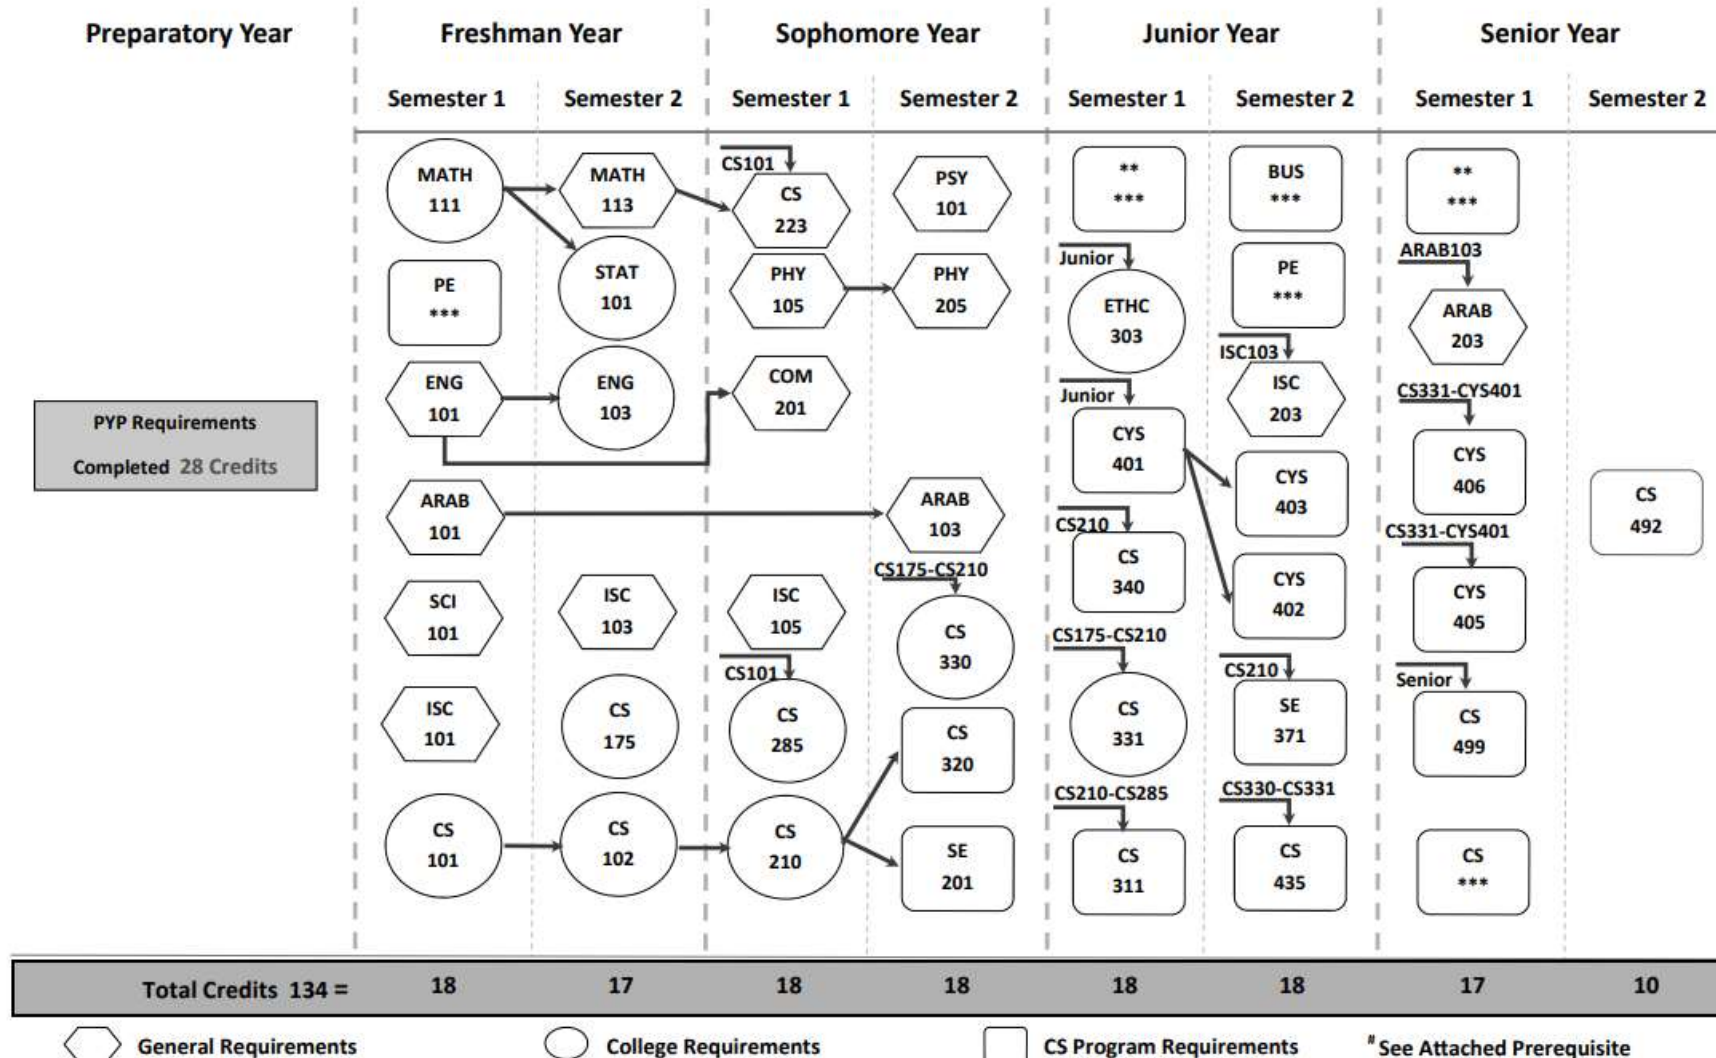 Preparatory Year
Freshman Year
Sophomore Year
Junior Year
Senior Year
Semester 1
Semester 2
Semester 1
Semester 2
Semester 1
Semester 2
Semester 1
Semester 2
PYP Requirements
Completed 28 Credits
MATH
111
PE
***
ENG
101
ARAB
101
SCI
101
ISC
101
CS
101
MATH
113
STAT
101
ENG
103
ISC
103
CS
175
CS
102
CS101
CS
223
PHY
105
COM
201
ISC
105
CS101
CS
285
CS
210
PSY
101
PHY
205
ARAB
103
CS175-CS210
CS
330
CS
320
SE
201
**
***
Junior
ETHC
303
Junior
CYS
401
CS210
CS
340
CS175-CS210
CS
331
CS210-CS285
CS
311
BUS
***
PE
***
ISC103
ISC
203
CYS
403
CYS
402
CS210
SE
371
CS330-CS331
CS
435
**
***
ARAB103
ARAB
203
CS331-CYS401
CYS
406
CS331-CYS401
CYS
405
Senior
CS
499
CS
***
CS
492
Total Credits 134 =
18
17
18
18
18
18
17
10
General Requirements
College Requirements
CS Program Requirements
# See Attached Prerequisite